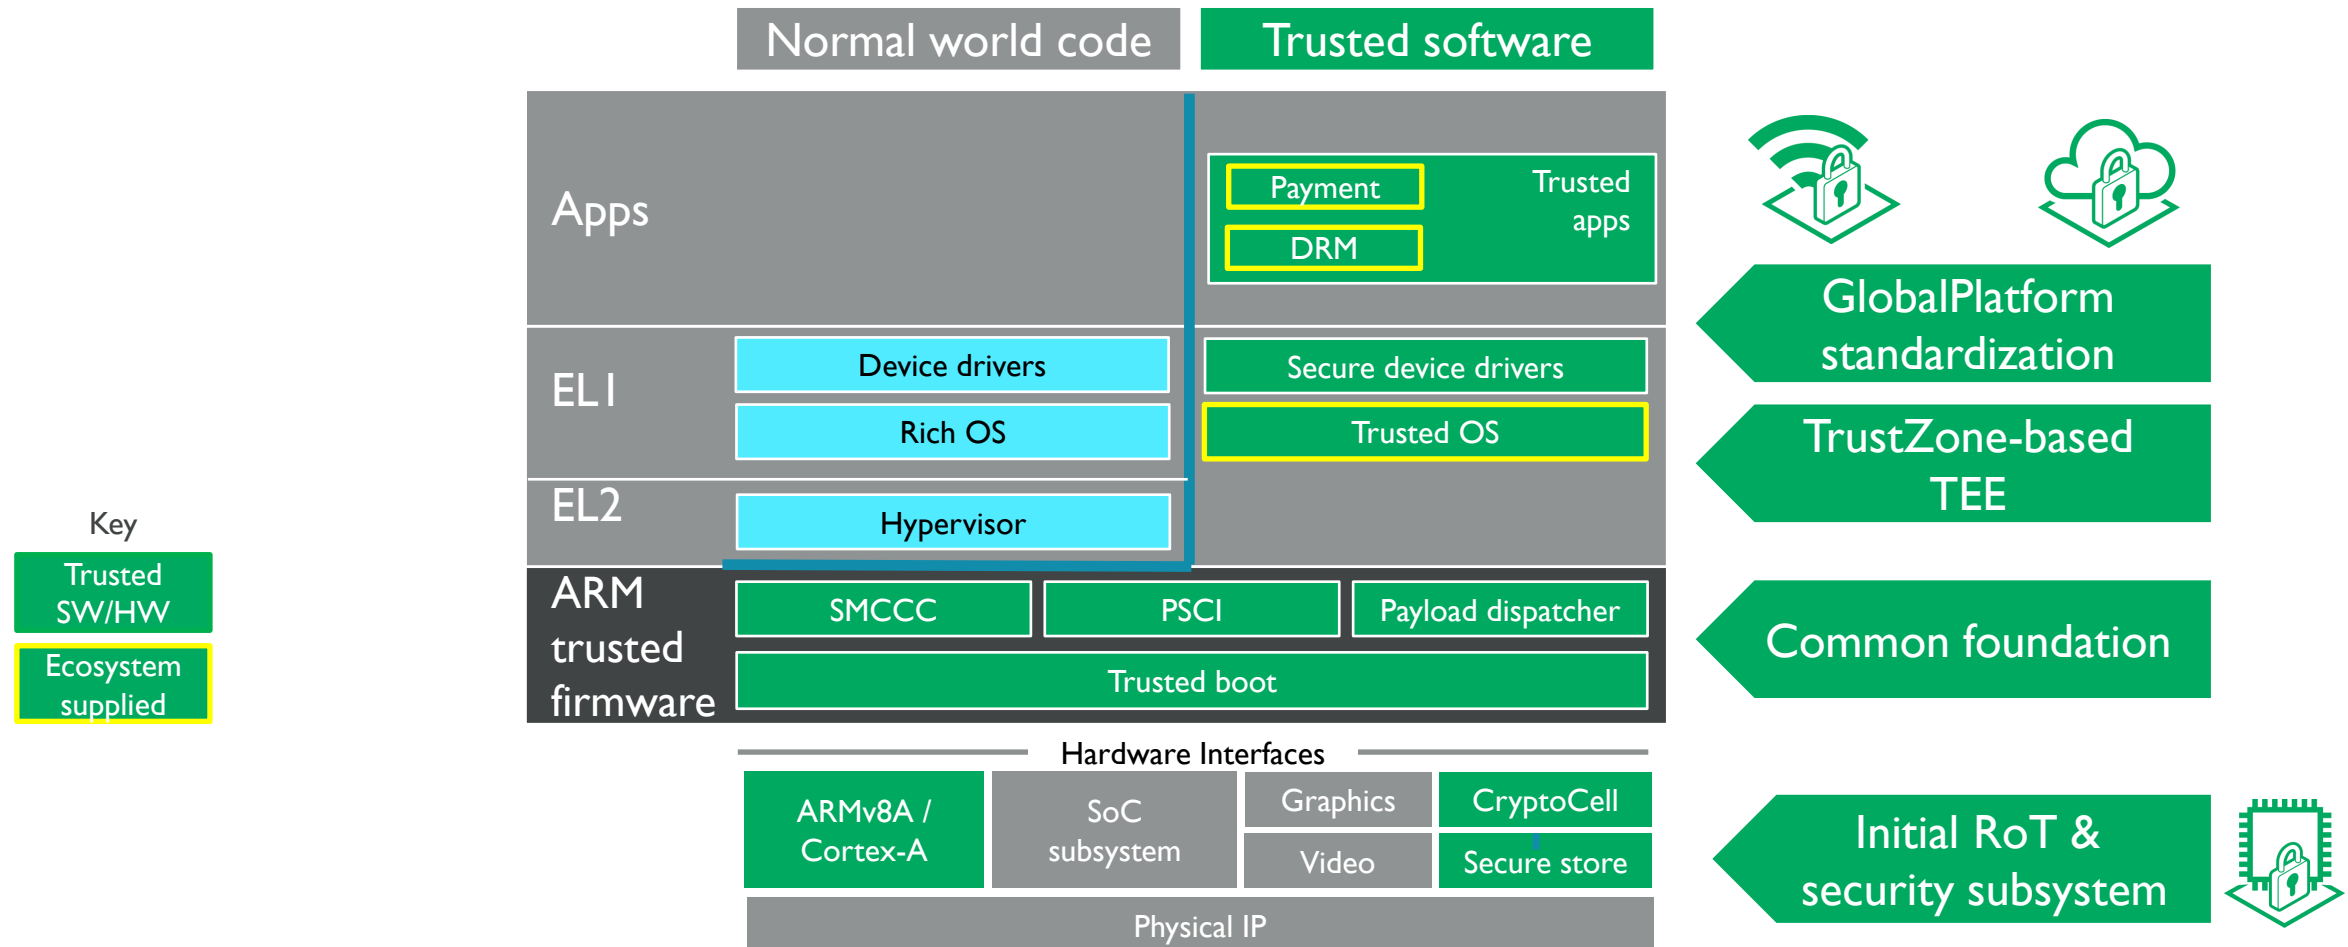 Normal world code
Trusted software
Apps
Payment
DRM
Trusted
apps
GlobalPlatform
standardization
EL1
Device drivers
Rich OS
Secure device drivers
Trusted OS
TrustZone-based
TEE
EL2
Hypervisor
Key
Trusted
SW/HW
Ecosystem
supplied
ARM
trusted
firmware
SMCCC
PSCI
Payload dispatcher
Trusted boot
Common foundation
Hardware Interfaces
ARMv8A /
Cortex-A
SoC
subsystem
Graphics
Video
CryptoCell
Secure store
Physical IP
Initial RoT &
security subsystem